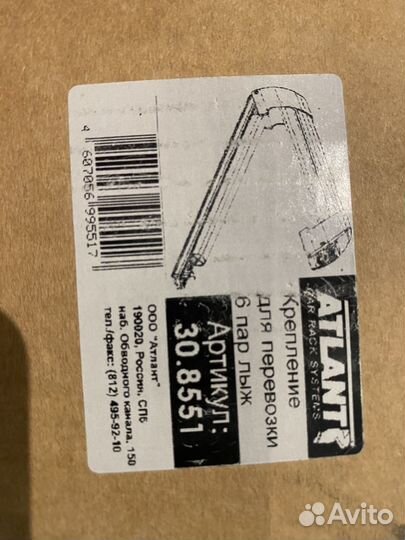 ATLANT
CAR RACK SYSTEMS
Крепление
для перевозки
6 пар лыж
Артикул:
30.8551
4 607056 995517
ООО "Атлант"
190020, Россия, СПб
наб. Обводного канала, 150
тел./факс: (812) 495-92-10
Avito